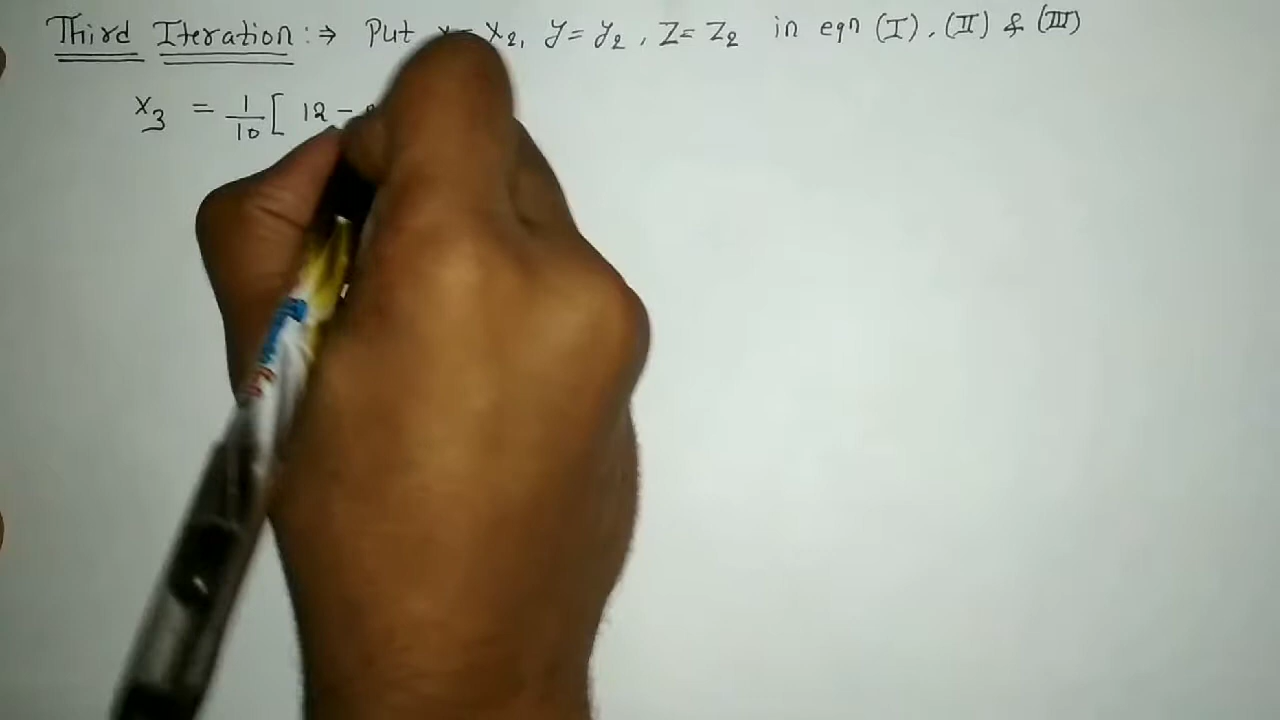 Third Iteration :⇒ Put x = x₂, y = y₂, z = z₂ in eqn (I), (II) & (III)
x₃ = 1/10 [ 12 -